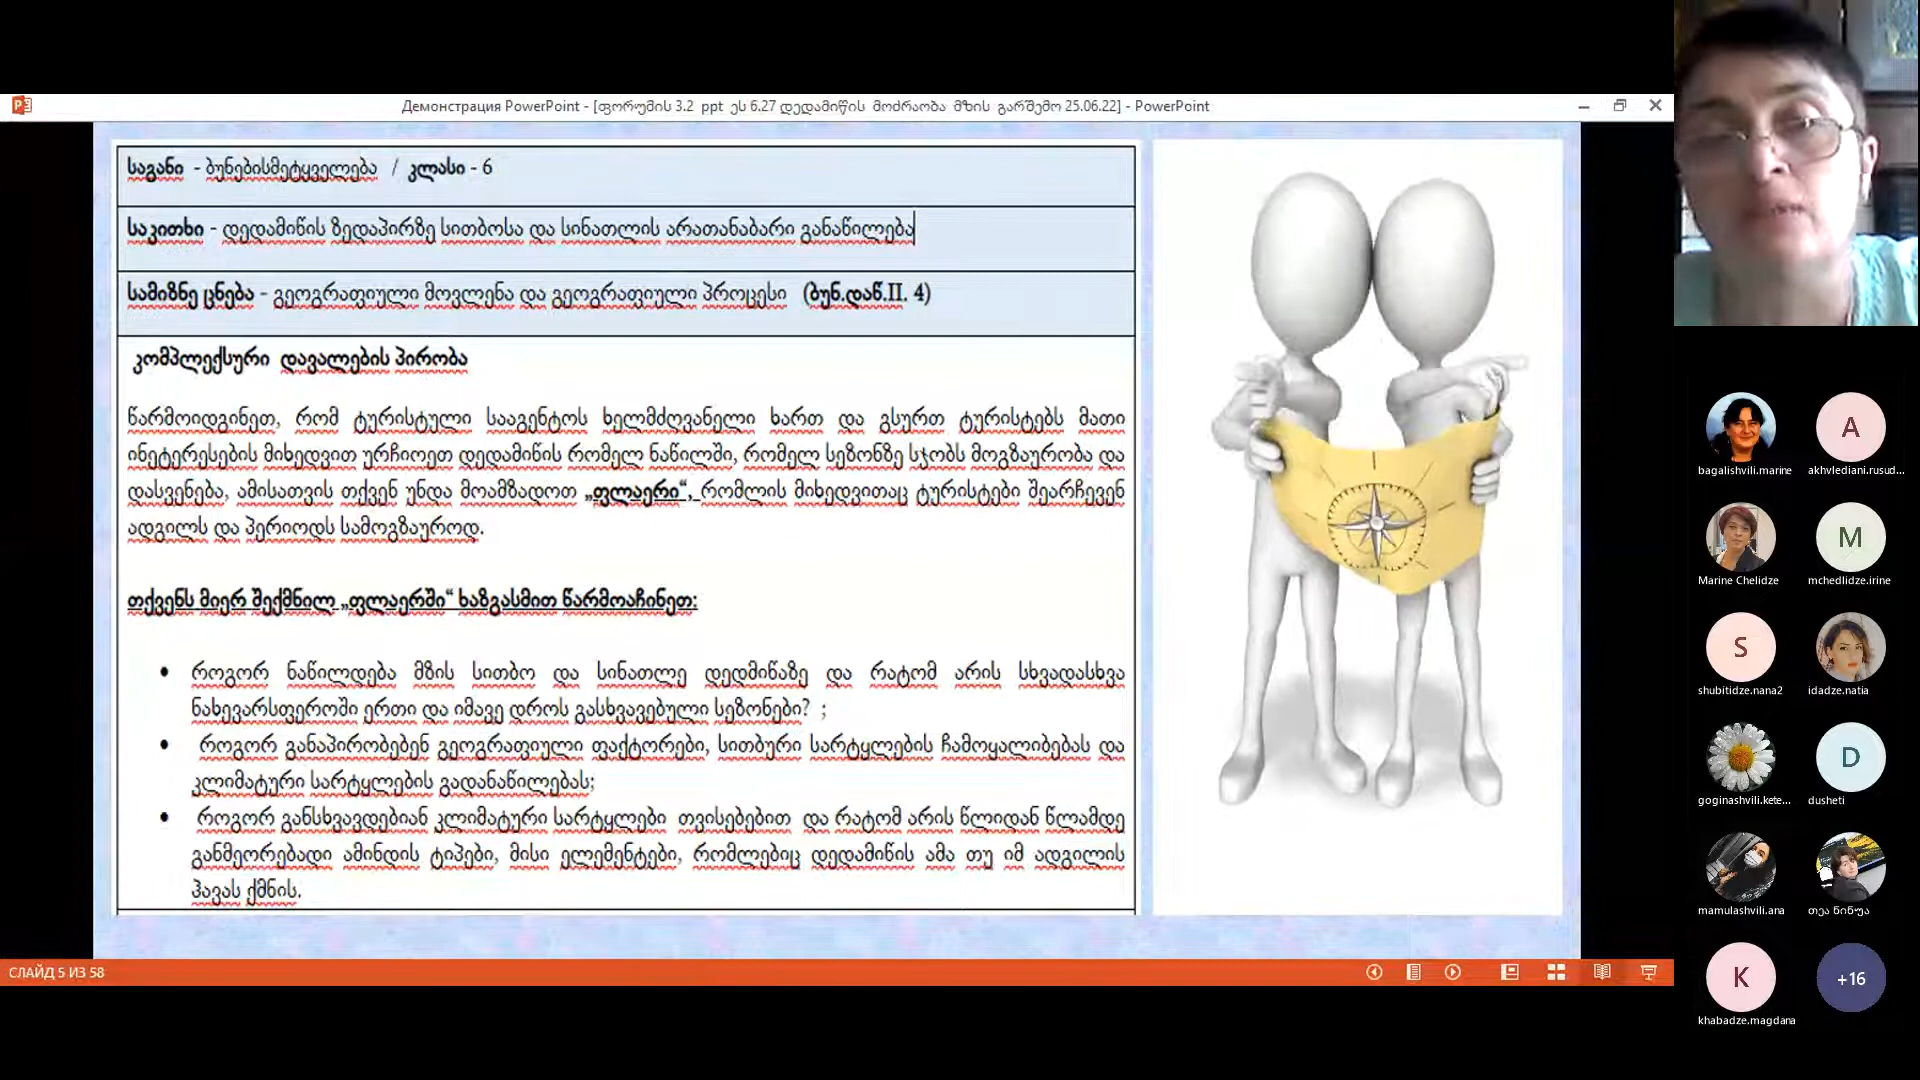 Демонстрация PowerPoint - [ფორუმის 3.2 ppt ეს 6.27 დედამიწის მოძრაობა მზის გარშემო 25.06.22] - PowerPoint
საგანი - ბუნებისმეტყველება / კლასი - 6
საკითხი - დედამიწის ზედაპირზე სითბოსა და სინათლის არათანაბარი განაწილება
სამიზნე ცნება - გეოგრაფიული მოვლენა და გეოგრაფიული პროცესი (ბუნ.დაწ.II. 4)
კომპლექსური დავალების პირობა
წარმოიდგინეთ, რომ ტურისტული სააგენტოს ხელმძღვანელი ხართ და გსურთ ტურისტებს მათი
ინეტერესების მიხედვით ურჩიოეთ დედამიწის რომელ ნაწილში, რომელ სეზონზე სჯობს მოგზაურობა და
დასვენება, ამისათვის თქვენ უნდა მოამზადოთ „ფლაერი“, რომლის მიხედვითაც ტურისტები შეარჩევენ
ადგილს და პერიოდს სამოგზაუროდ.
თქვენს მიერ შექმნილ „ფლაერში“ ხაზგასმით წარმოაჩინეთ:
• როგორ ნაწილდება მზის სითბო და სინათლე დედმიწაზე და რატომ არის სხვადასხვა
ნახევარსფეროში ერთი და იმავე დროს გასხვავებული სეზონები? ;
• როგორ განაპირობებენ გეოგრაფიული ფაქტორები, სითბური სარტყლების ჩამოყალიბებას და
კლიმატური სარტყლების გადანაწილებას;
• როგორ განსხვავდებიან კლიმატური სარტყლები თვისებებით და რატომ არის წლიდან წლამდე
განმეორებადი ამინდის ტიპები, მისი ელემენტები, რომლებიც დედამიწის ამა თუ იმ ადგილის
ჰავას ქმნის.
СЛАЙД 5 ИЗ 58
A
bagalishvili.marine
akhvlediani.rusud...
M
Marine Chelidze
mchedlidze.irine
S
shubitidze.nana2
idadze.natia
D
goginashvili.kete...
dusheti
mamulashvili.ana
თეა ნინუა
K
+16
khabadze.magdana